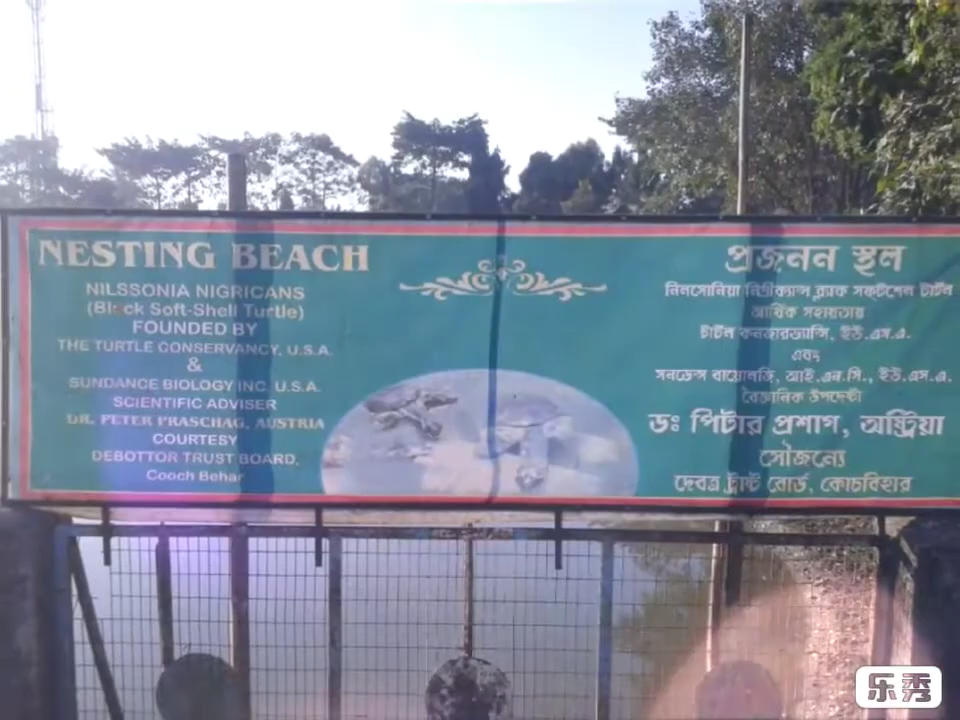 NESTING BEACH
NILSSONIA NIGRICANS
(Black Soft-Shell Turtle)
FOUNDED BY
THE TURTLE CONSERVANCY, U.S.A.
&
SUNDANCE BIOLOGY INC. U.S.A.
SCIENTIFIC ADVISER
DR. PETER PRASCHAG, AUSTRIA
COURTESY
DEBOTTOR TRUST BOARD,
Cooch Behar
প্রজনন স্থল
নিলসোনিয়া নিগ্রীক্যান্স ব্ল্যাক সফ্‌টশেল টার্টল
আর্থিক সহায়তায়
টার্টল কনজারভ্যান্সি, ইউ.এস.এ.
এবং
সনডেন্স বায়োলজি, আই.এন.সি., ইউ.এস.এ.
বৈজ্ঞানিক উপদেষ্টা
ডঃ পিটার প্রশাগ, অষ্ট্রিয়া
সৌজন্যে
দেবত্র ট্রাস্ট বোর্ড, কোচবিহার
乐秀